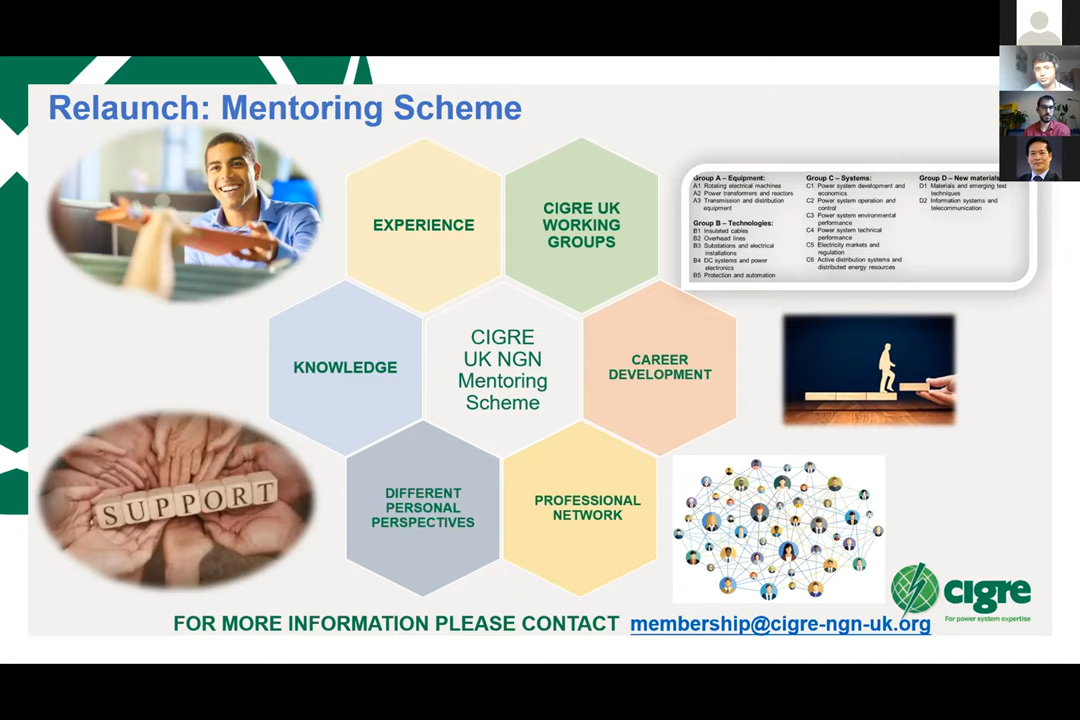 Relaunch: Mentoring Scheme
EXPERIENCE
CIGRE UK
WORKING
GROUPS
Group A – Equipment:
A1 Rotating electrical machines
A2 Power transformers and reactors
A3 Transmission and distribution
equipment
Group B – Technologies:
B1 Insulated cables
B2 Overhead lines
B3 Substations and electrical
installations
B4 DC systems and power
electronics
B5 Protection and automation
Group C – Systems:
C1 Power system development and
economics
C2 Power system operation and
control
C3 Power system environmental
performance
C4 Power system technical
performance
C5 Electricity markets and
regulation
C6 Active distribution systems and
distributed energy resources
Group D – New materials
D1 Materials and emerging test
techniques
D2 Information systems and
telecommunication
KNOWLEDGE
CIGRE
UK NGN
Mentoring
Scheme
CAREER
DEVELOPMENT
SUPPORT
DIFFERENT
PERSONAL
PERSPECTIVES
PROFESSIONAL
NETWORK
cigre
For power system expertise
FOR MORE INFORMATION PLEASE CONTACT membership@cigre-ngn-uk.org